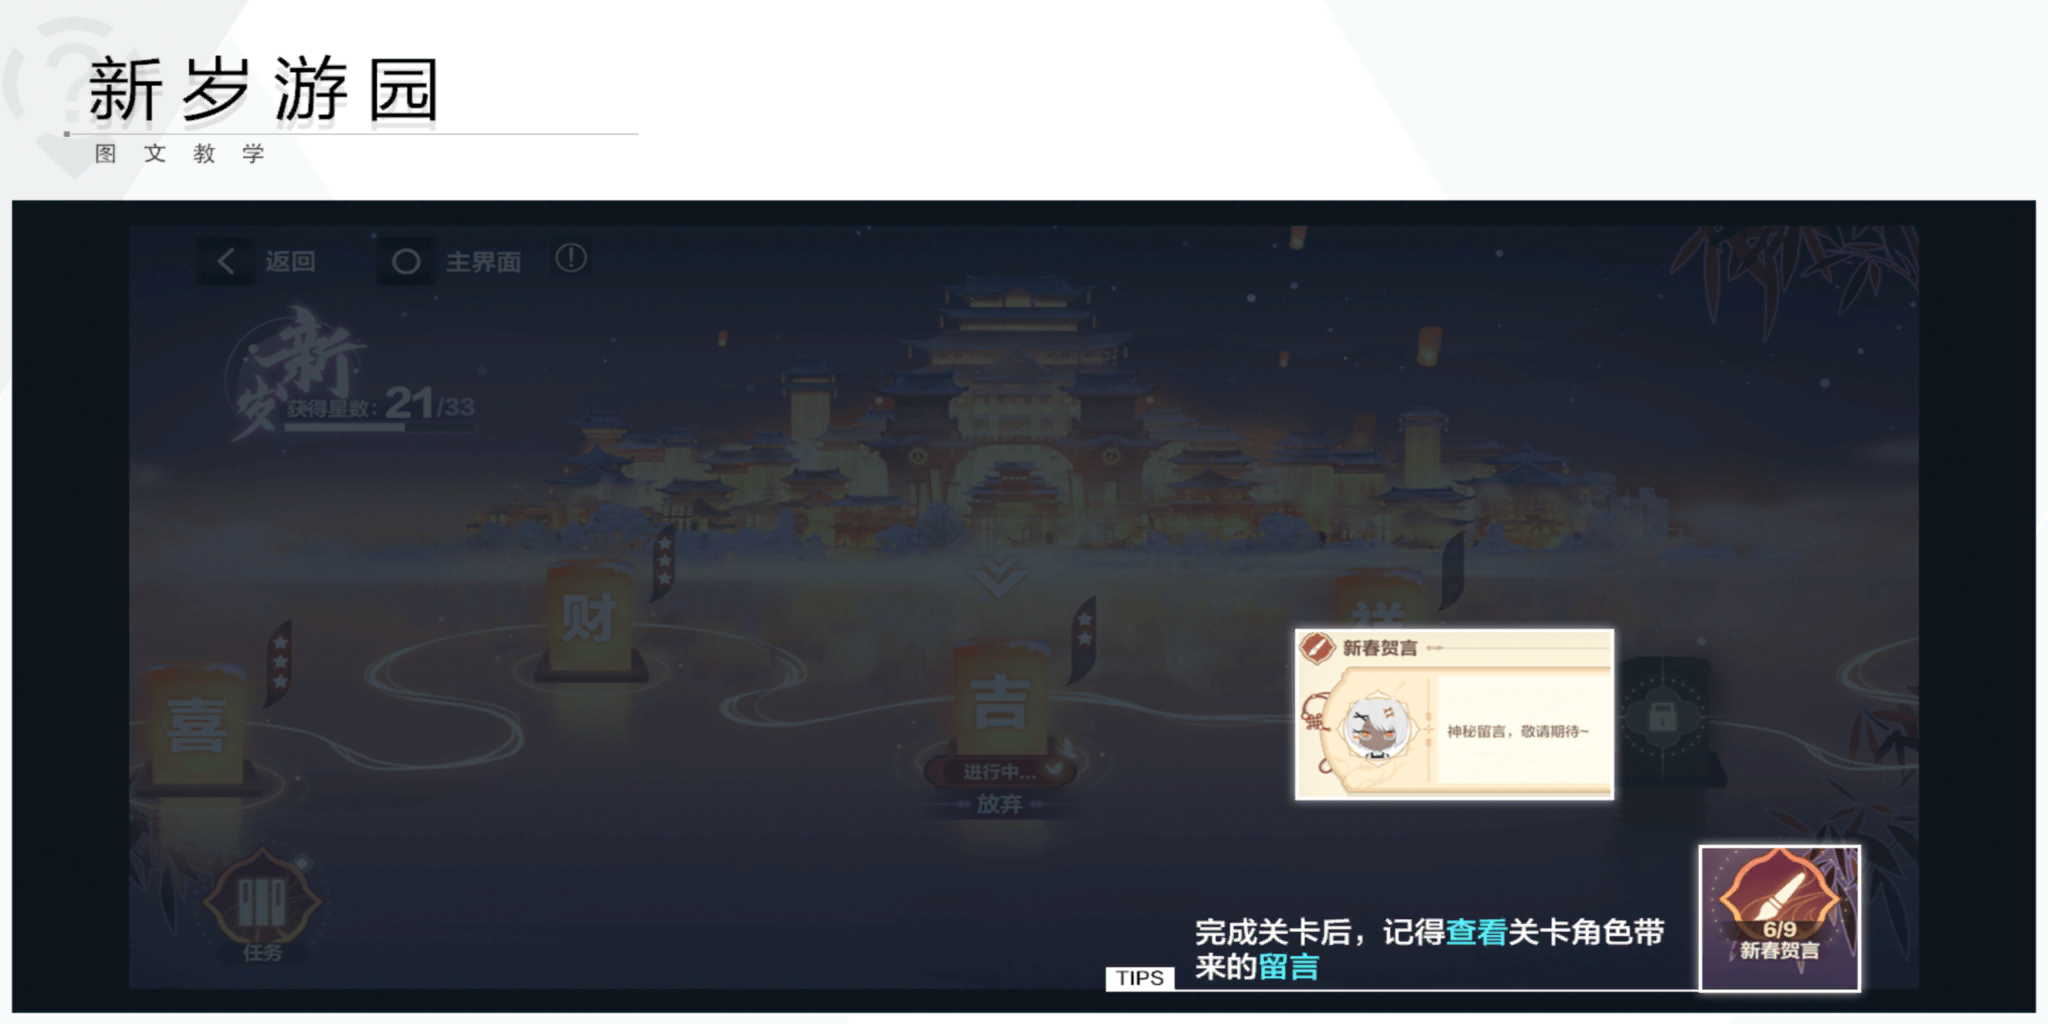 新岁游园
图文教学
返回
主界面
新岁
获得星数：21/33
财
祥
喜
吉
进行中...
放弃
新春贺言
神秘留言，敬请期待~
任务
6/9
新春贺言
完成关卡后，记得查看关卡角色带
来的留言
TIPS